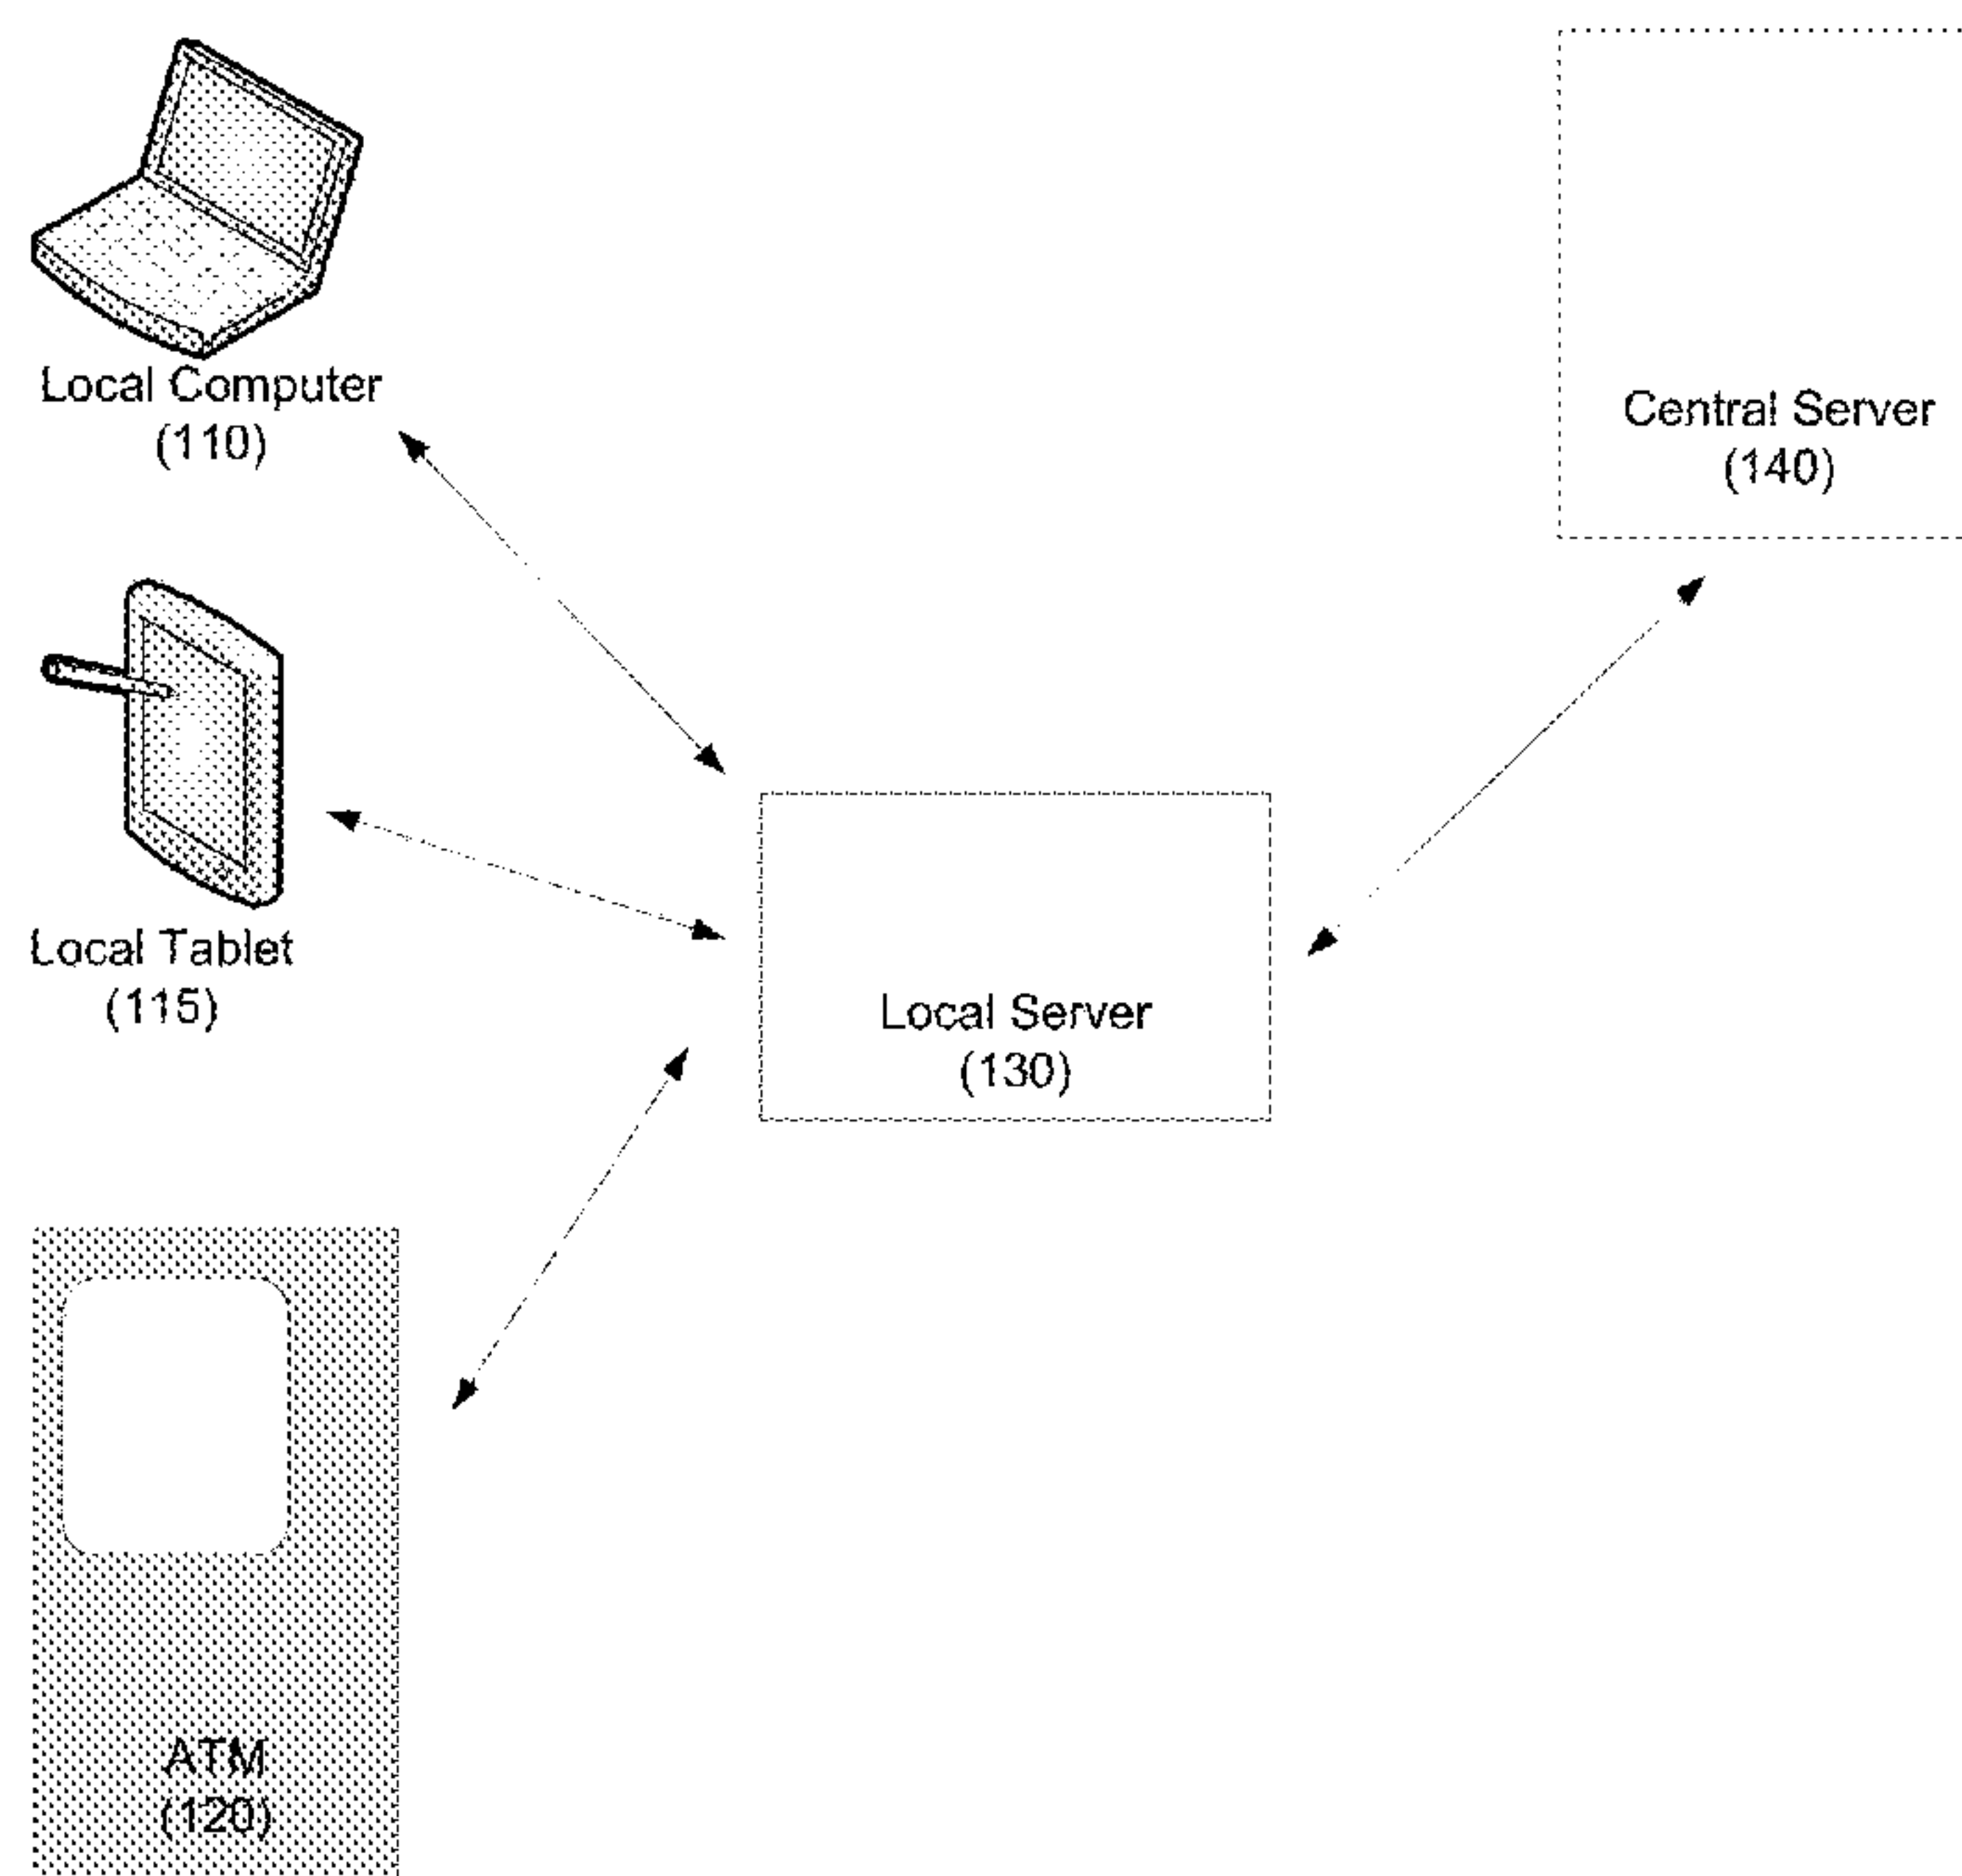 Local Computer
(110)
Central Server
(140)
Local Tablet
(115)
Local Server
(130)
ATM
(120)